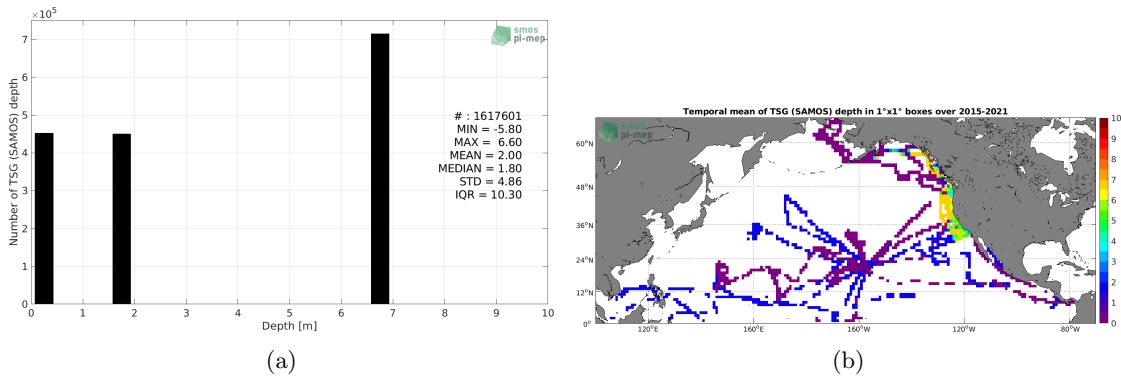 ×10⁵
7
6
5
4
3
2
1
0
Number of TSG (SAMOS) depth
smos
pi-mep
# : 1617601
MIN = -5.80
MAX = 6.60
MEAN = 2.00
MEDIAN = 1.80
STD = 4.86
IQR = 10.30
0 1 2 3 4 5 6 7 8 9 10
Depth [m]
(a)
Temporal mean of TSG (SAMOS) depth in 1°x1° boxes over 2015-2021
smos
pi-mep
60°N
48°N
36°N
24°N
12°N
0°
120°E 160°E 160°W 120°W 80°W
10
9
8
7
6
5
4
3
2
1
0
(b)